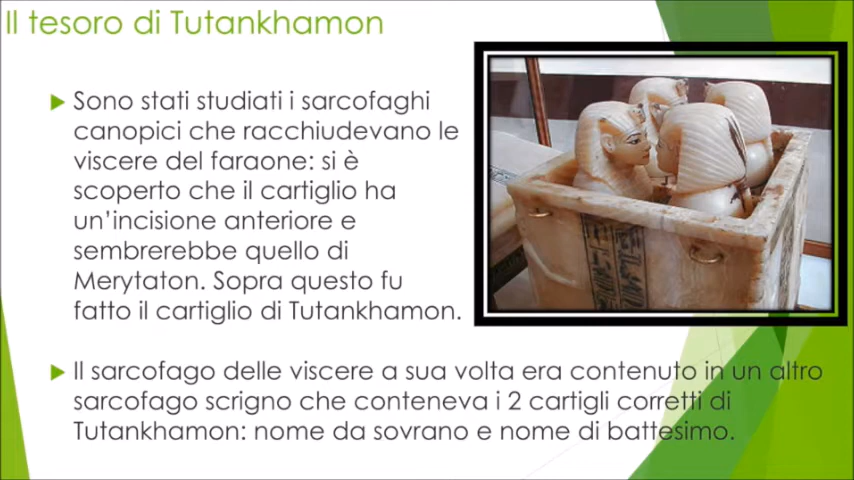 Il tesoro di Tutankhamon
Sono stati studiati i sarcofaghi
canopici che racchiudevano le
viscere del faraone: si è
scoperto che il cartiglio ha
un'incisione anteriore e
sembrerebbe quello di
Merytaton. Sopra questo fu
fatto il cartiglio di Tutankhamon.
Il sarcofago delle viscere a sua volta era contenuto in un altro
sarcofago scrigno che conteneva i 2 cartigli corretti di
Tutankhamon: nome da sovrano e nome di battesimo.